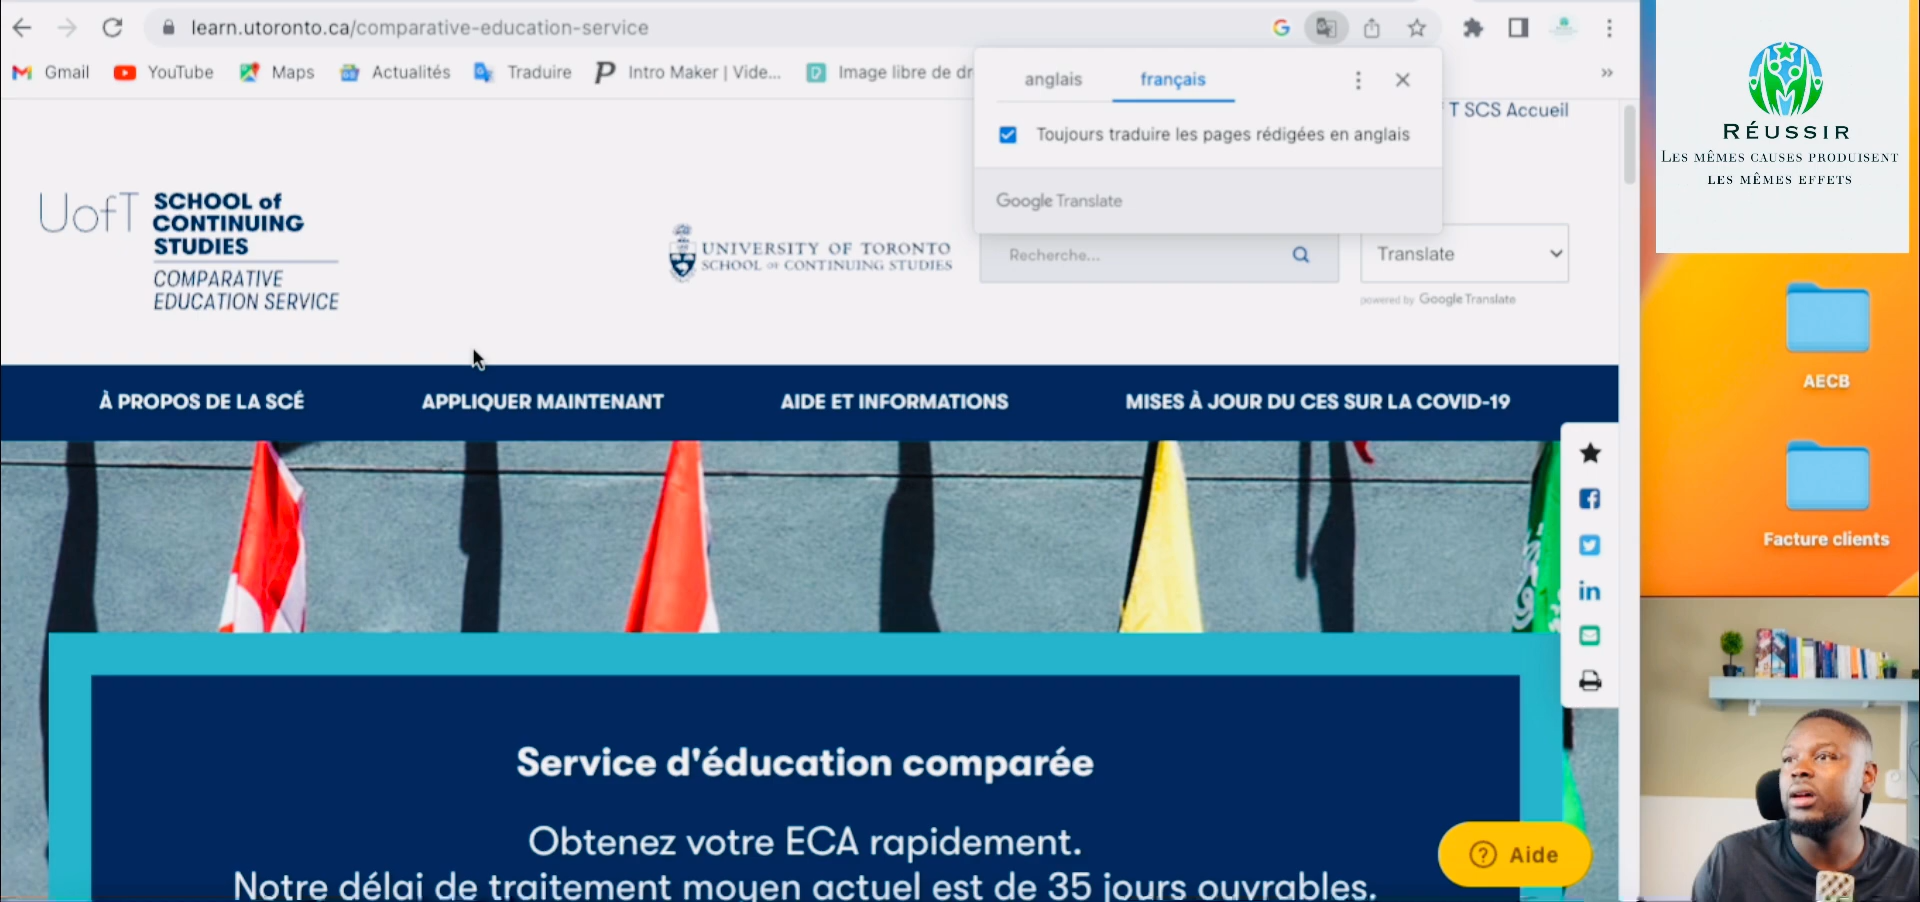 learn.utoronto.ca/comparative-education-service
Gmail
YouTube
Maps
Actualités
Traduire
Intro Maker | Vide...
Image libre de dr
»
anglais
français
Toujours traduire les pages rédigées en anglais
Google Translate
T SCS Accueil
UofT
SCHOOL of
CONTINUING
STUDIES
COMPARATIVE
EDUCATION SERVICE
UNIVERSITY OF TORONTO
SCHOOL OF CONTINUING STUDIES
Recherche...
Translate
powered by Google Translate
À PROPOS DE LA SCÉ
APPLIQUER MAINTENANT
AIDE ET INFORMATIONS
MISES À JOUR DU CES SUR LA COVID-19
Service d'éducation comparée
Obtenez votre ECA rapidement.
Notre délai de traitement moyen actuel est de 35 jours ouvrables.
Aide
RÉUSSIR
LES MÊMES CAUSES PRODUISENT
LES MÊMES EFFETS
AECB
Facture clients